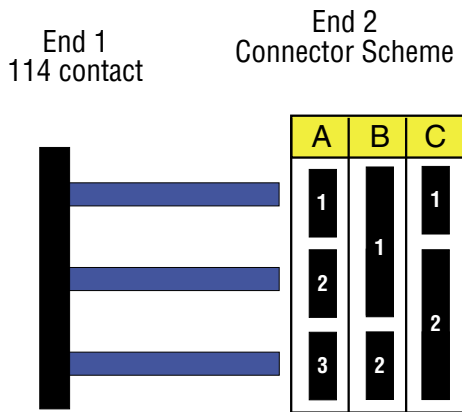 End 1
114 contact
End 2
Connector Scheme
A B C
1 1 1
2 2
3 2